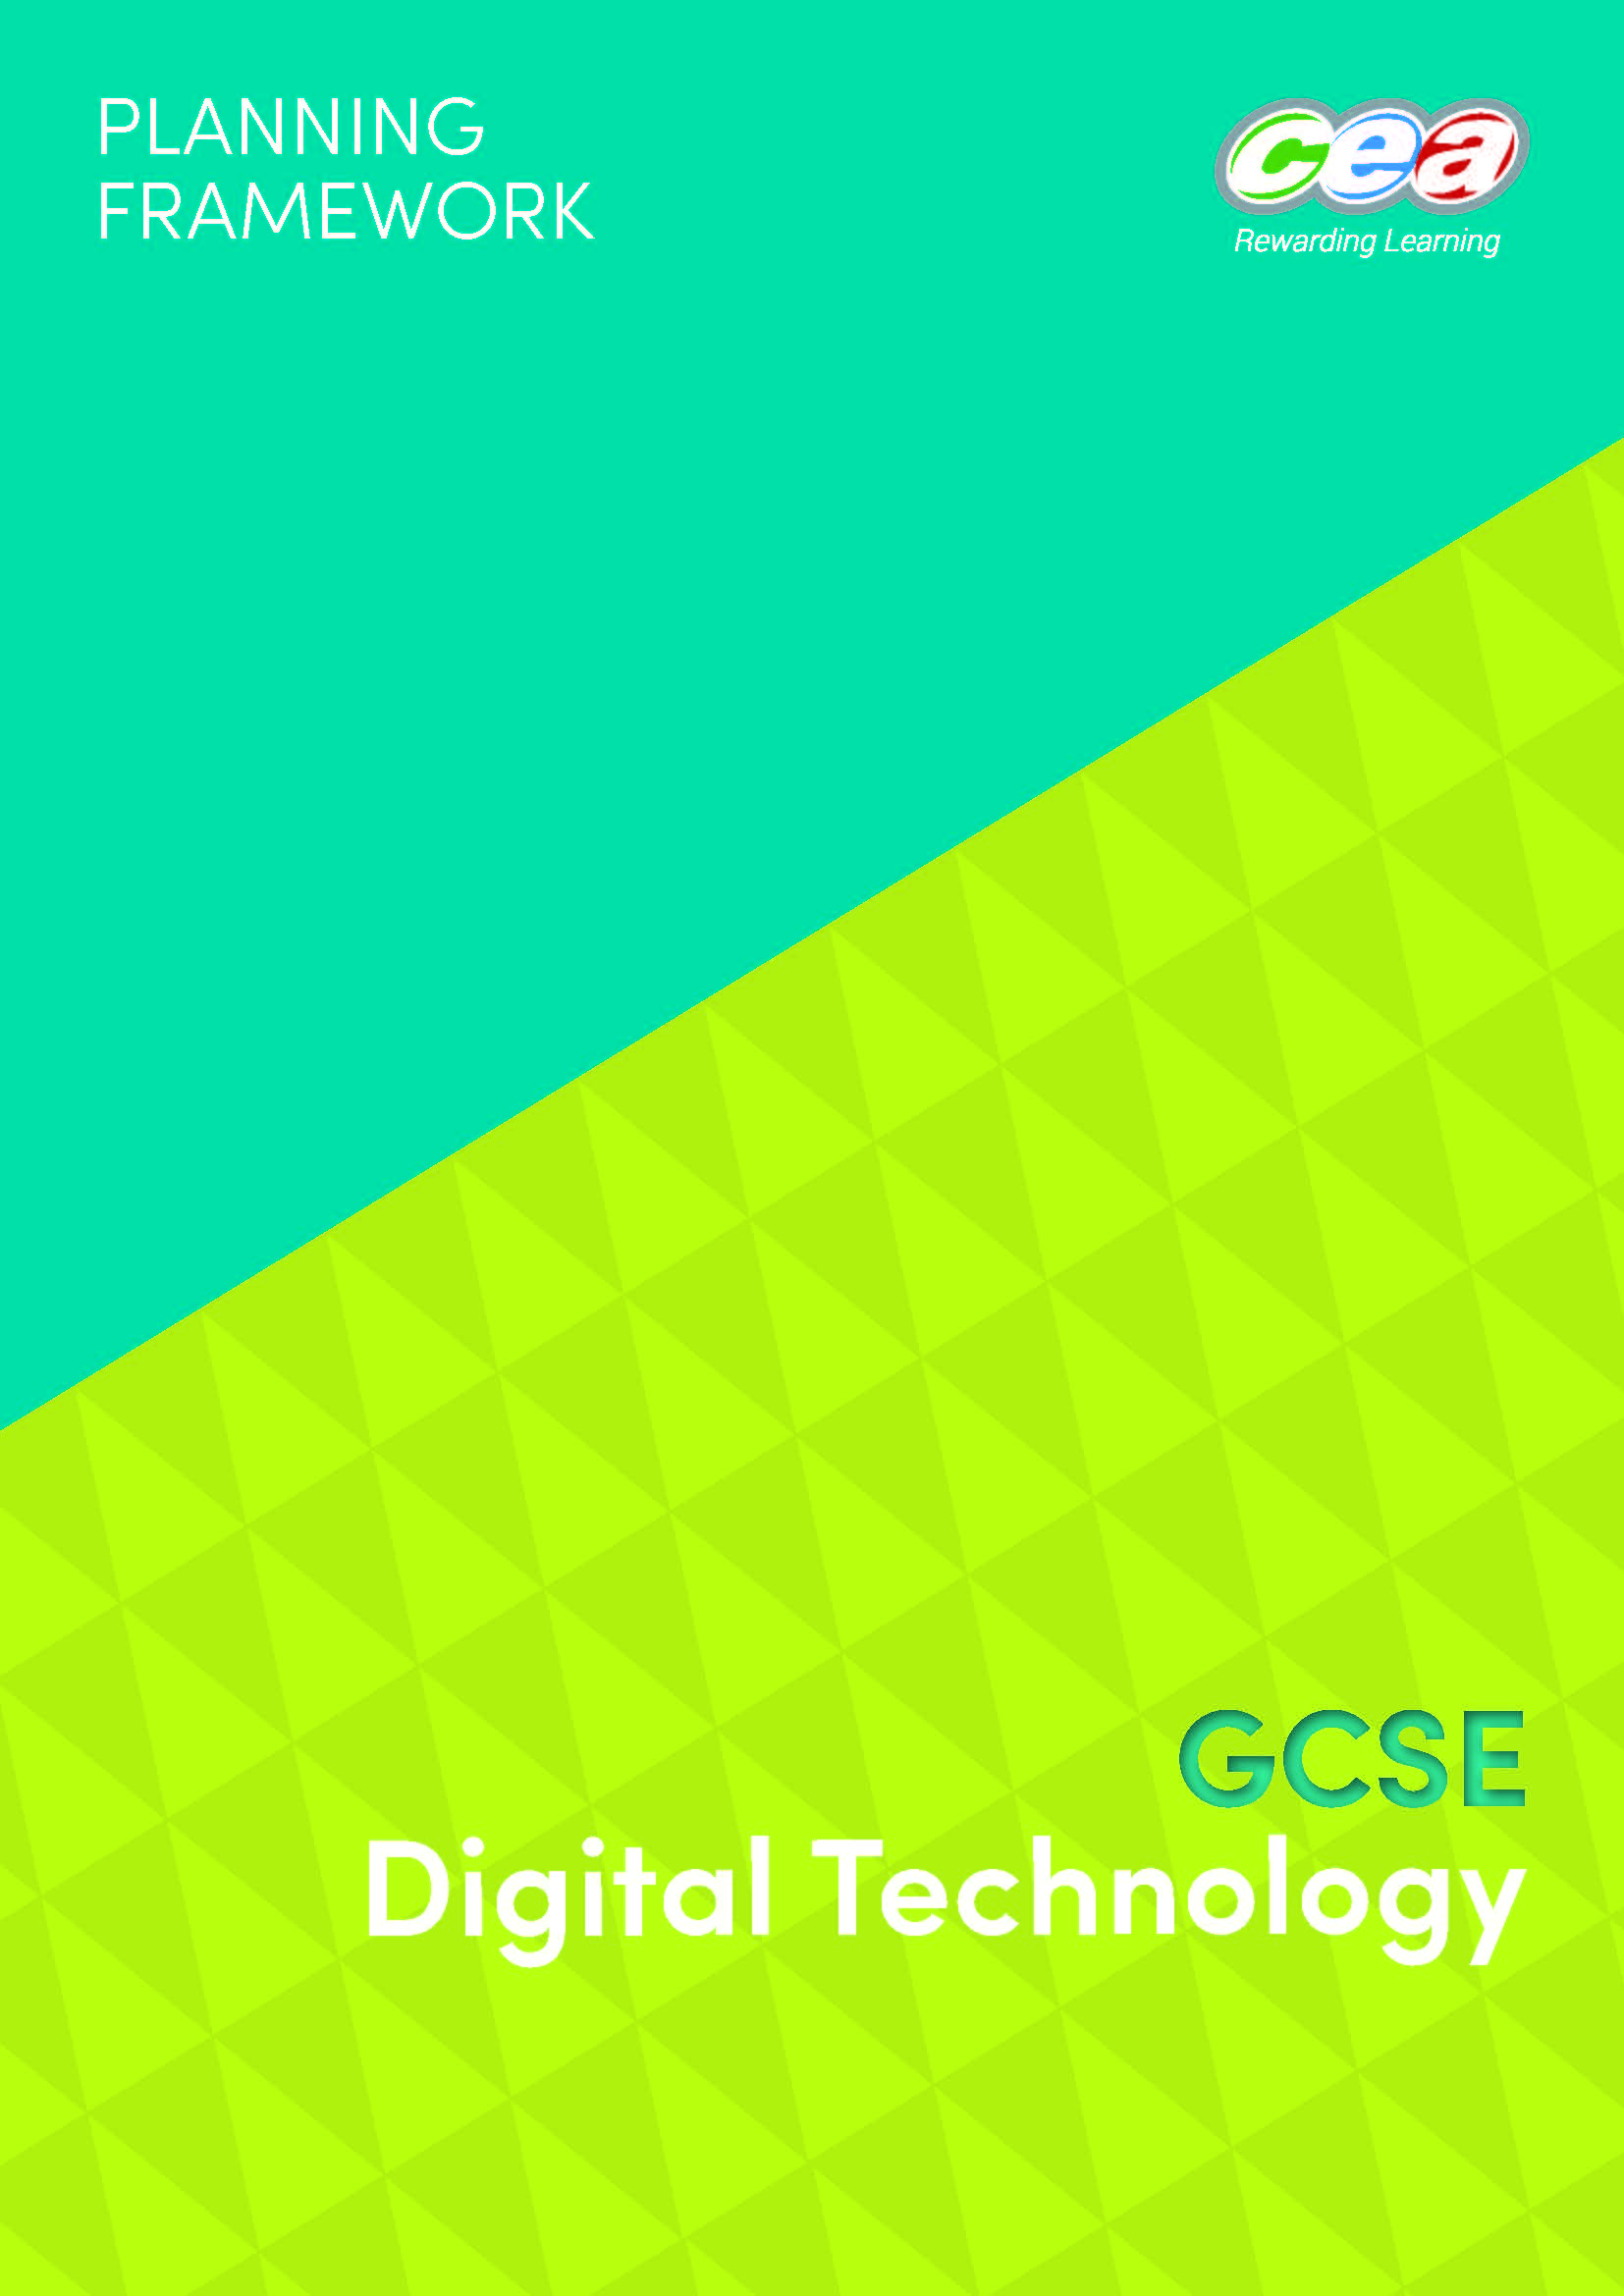 PLANNING
FRAMEWORK
cea
Rewarding Learning
GCSE
Digital Technology